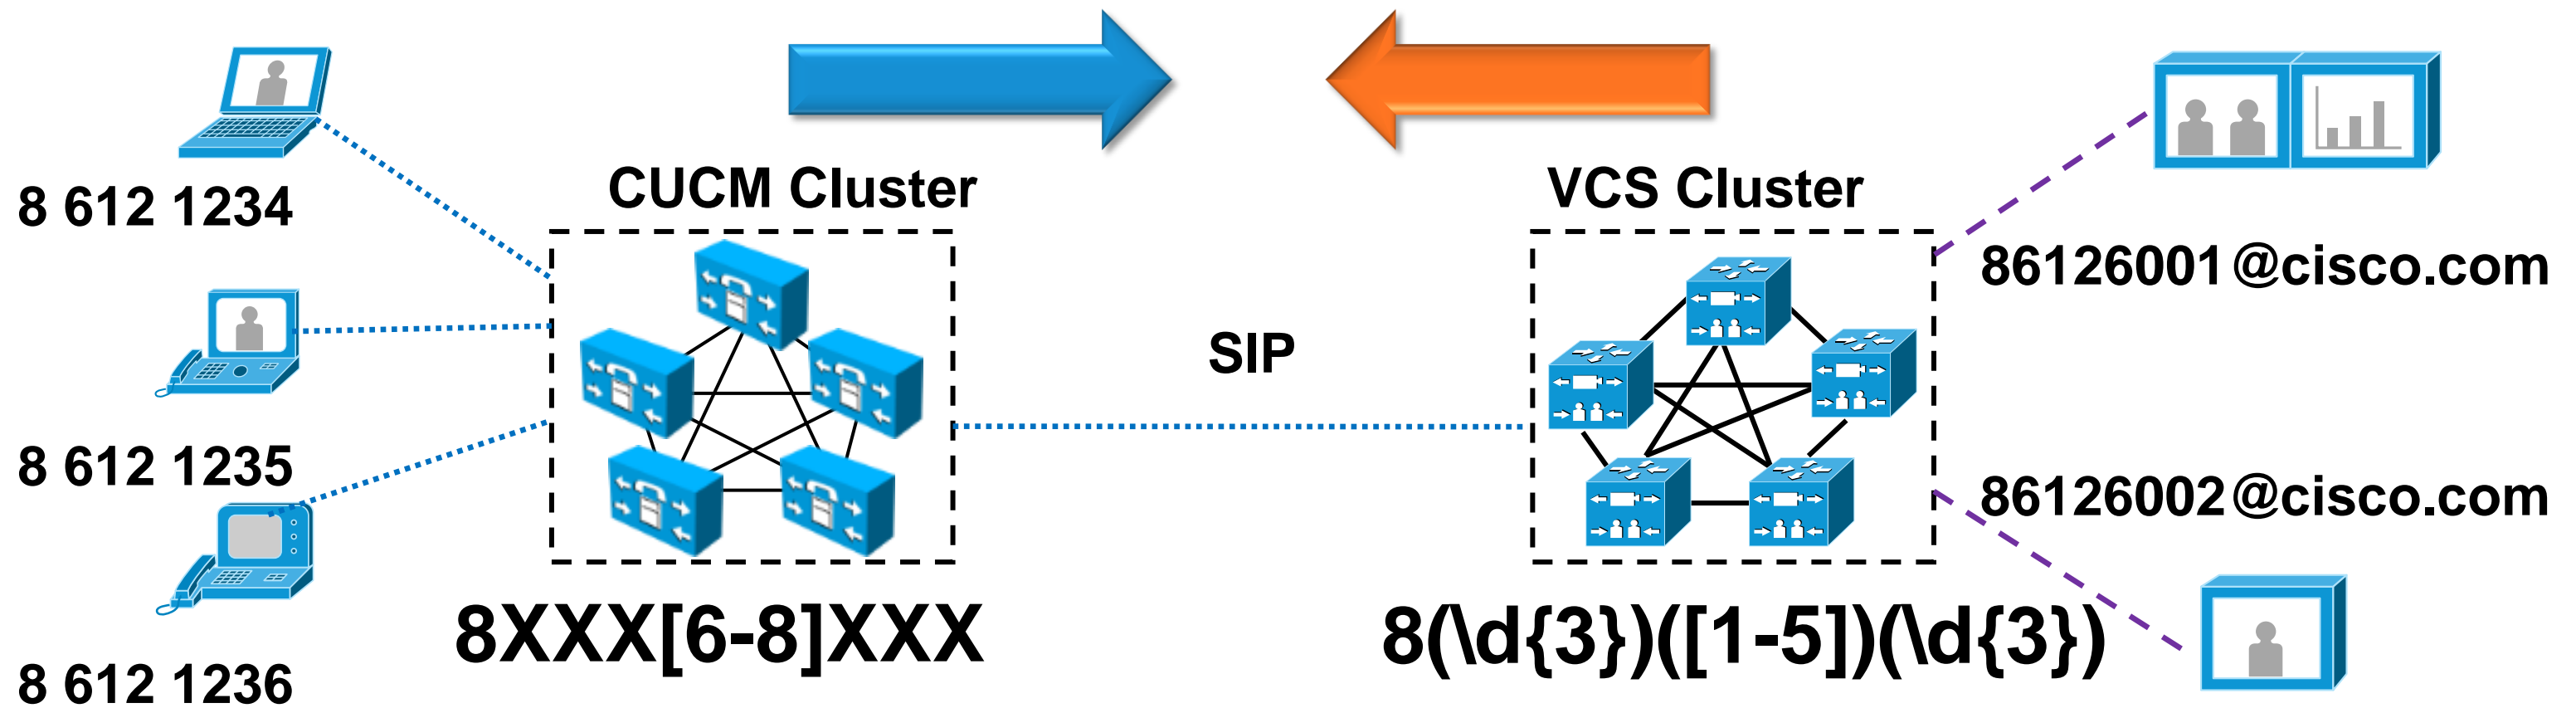 CUCM Cluster
VCS Cluster
8 612 1234
86126001@cisco.com
SIP
8 612 1235
86126002@cisco.com
8XXX[6-8]XXX
8(\d{3})([1-5])(\d{3})
8 612 1236